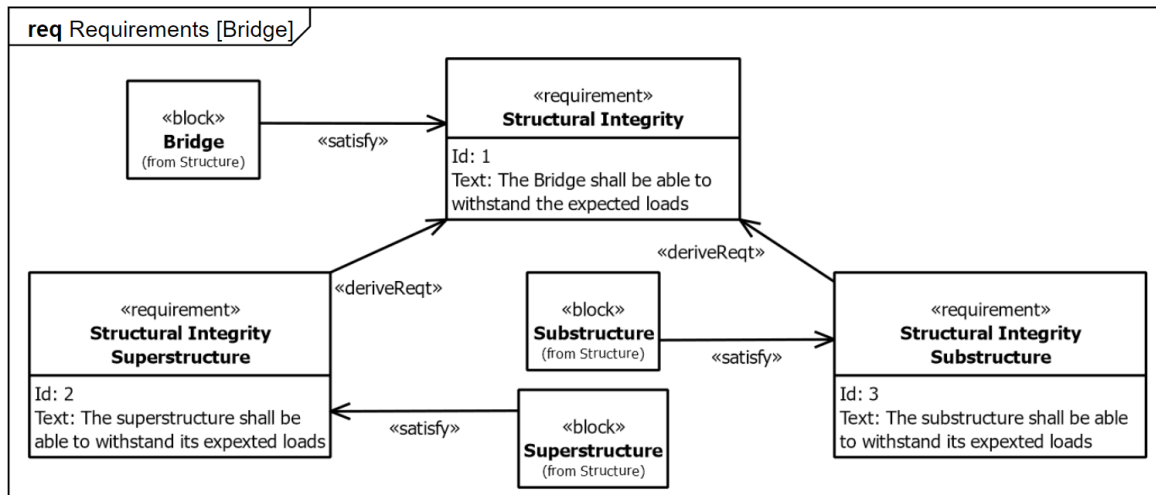 req Requirements [Bridge]
«block»
Bridge
(from Structure)
«satisfy»
«requirement»
Structural Integrity
Id: 1
Text: The Bridge shall be able to
withstand the expected loads
«deriveReqt»
«deriveReqt»
«requirement»
Structural Integrity
Superstructure
Id: 2
Text: The superstructure shall be
able to withstand its expexted loads
«block»
Substructure
(from Structure)
«satisfy»
«requirement»
Structural Integrity
Substructure
Id: 3
Text: The substructure shall be able
to withstand its expexted loads
«satisfy»
«block»
Superstructure
(from Structure)